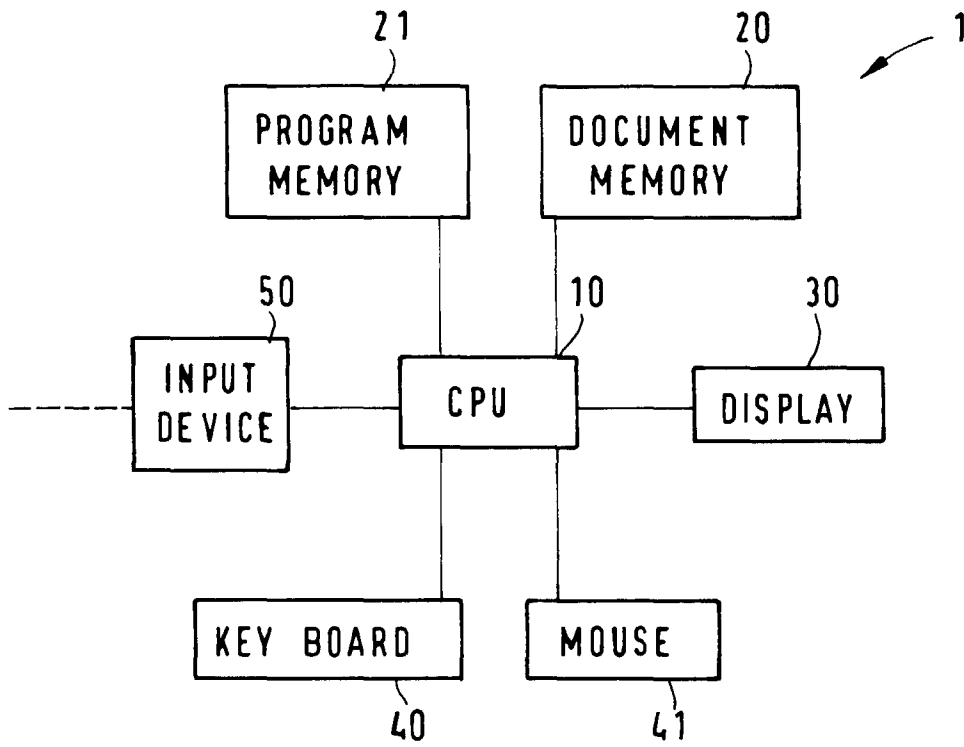 21
20
1
PROGRAM
MEMORY
DOCUMENT
MEMORY
50
10
30
INPUT
DEVICE
CPU
DISPLAY
KEY BOARD
MOUSE
40
41